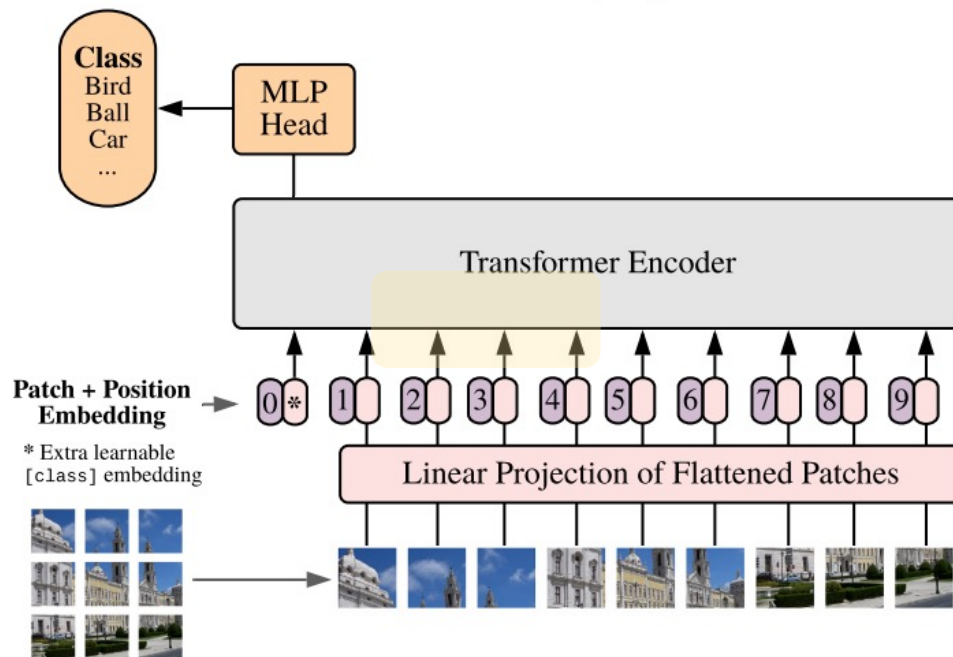 Class
Bird
Ball
Car
...
MLP
Head
Transformer Encoder
Patch + Position
Embedding
0 * 1 2 3 4 5 6 7 8 9
* Extra learnable
[class] embedding
Linear Projection of Flattened Patches